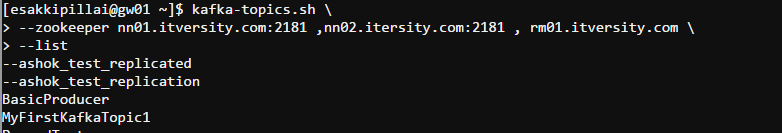 [esakkipillai@gw01 ~]$ kafka-topics.sh \
> --zookeeper nn01.itversity.com:2181 ,nn02.itersity.com:2181 , rm01.itversity.com \
> --list
--ashok_test_replicated
--ashok_test_replication
BasicProducer
MyFirstKafkaTopic1